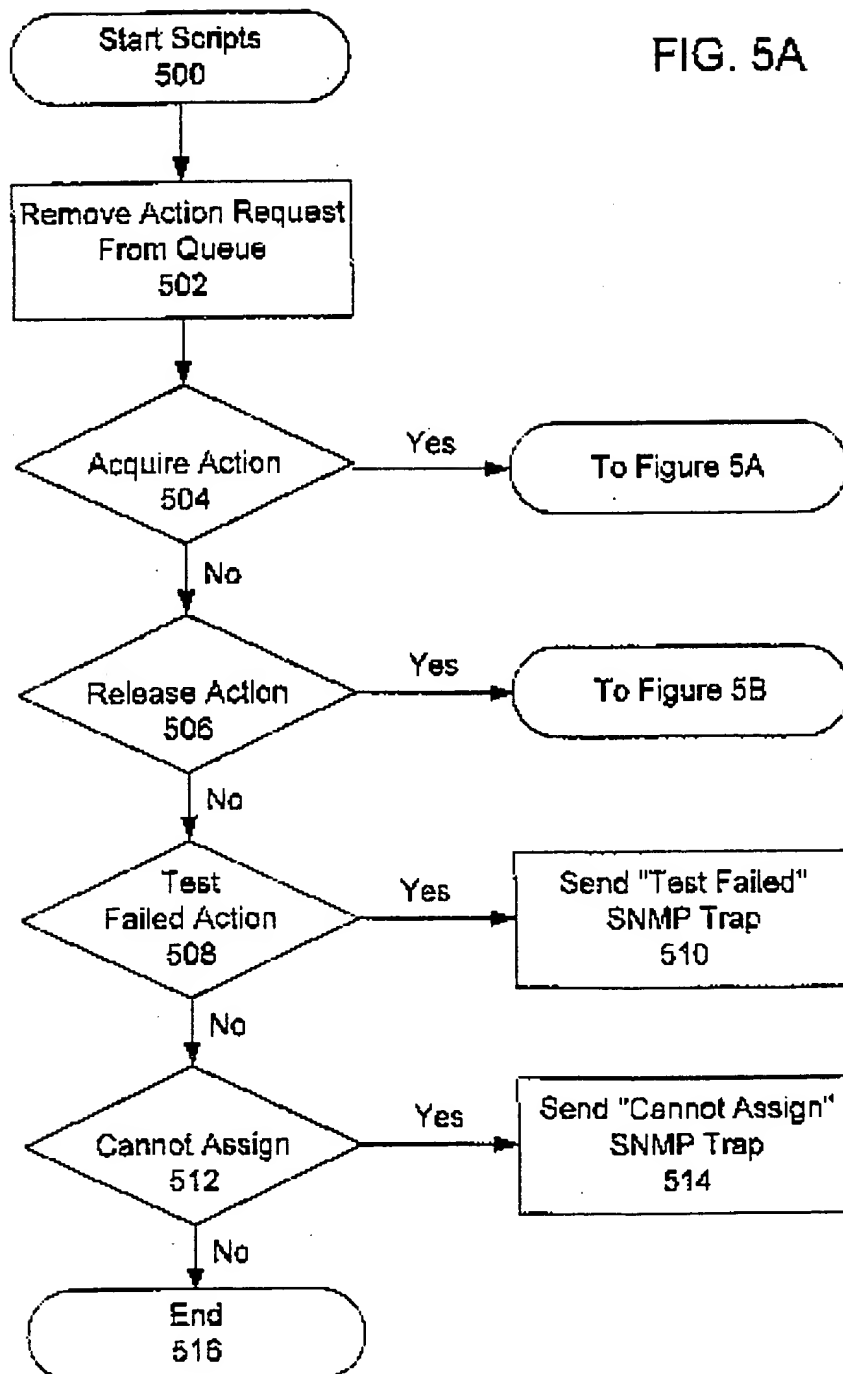 FIG. 5A
Start Scripts
500
Remove Action Request
From Queue
502
Acquire Action
504
Yes
To Figure 5A
No
Release Action
506
Yes
To Figure 5B
No
Test
Failed Action
508
Yes
Send "Test Failed"
SNMP Trap
510
No
Cannot Assign
512
Yes
Send "Cannot Assign"
SNMP Trap
514
No
End
516